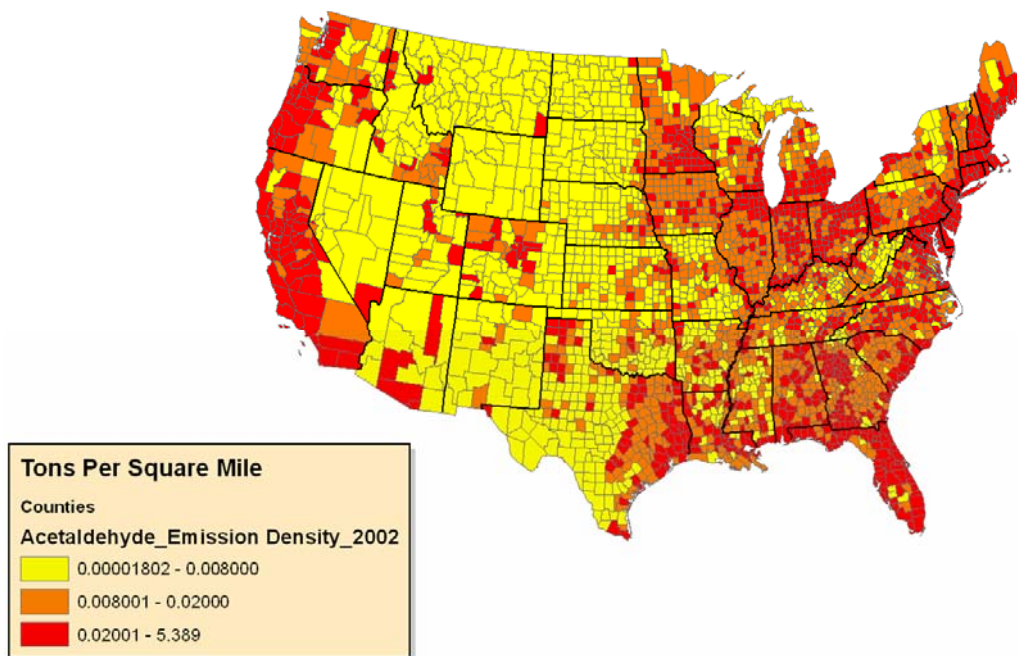 Tons Per Square Mile
Counties
Acetaldehyde_Emission Density_2002
0.00001802 - 0.008000
0.008001 - 0.02000
0.02001 - 5.389